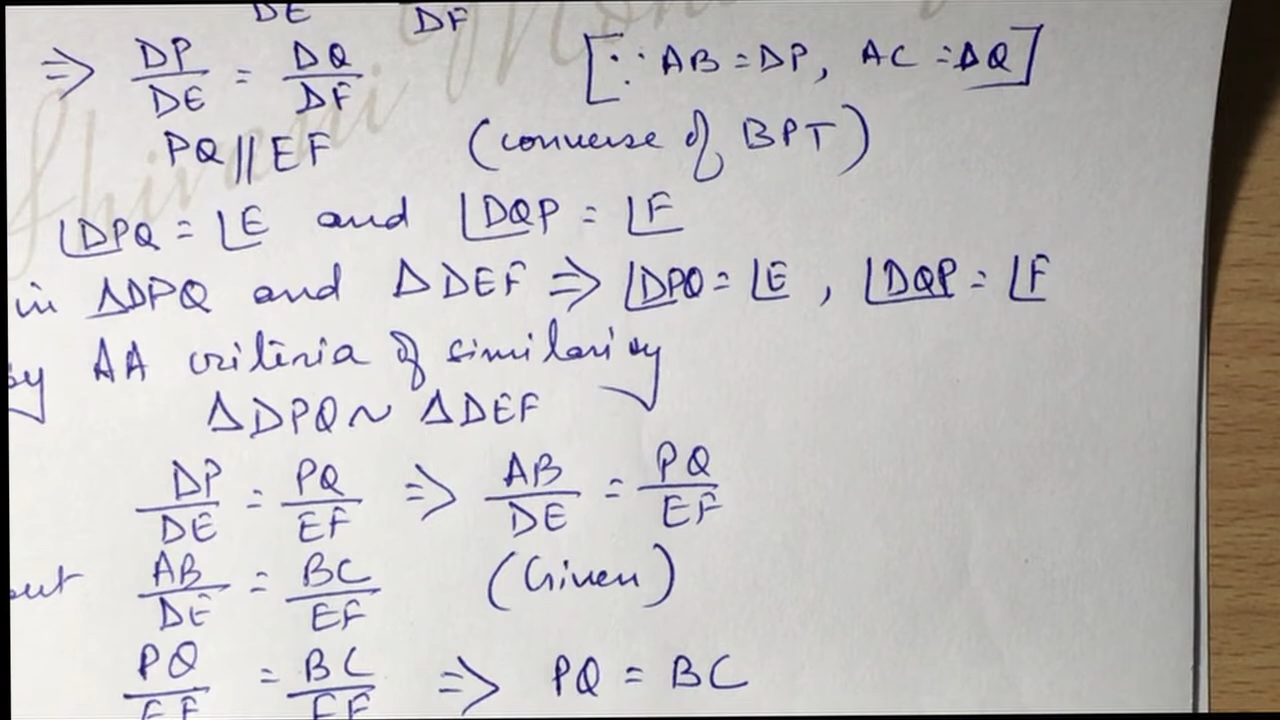 DE DF
⇒ DP/DE = DQ/DF [∵ AB = DP, AC = DQ]
PQ || EF (converse of BPT)
∠DPQ = ∠E and ∠DQP = ∠F
in ΔDPQ and ΔDEF ⇒ ∠DPQ = ∠E, ∠DQP = ∠F
by AA criteria of similarity
ΔDPQ ~ ΔDEF
DP/DE = PQ/EF ⇒ AB/DE = PQ/EF
but AB/DE = BC/EF (Given)
PQ/EF = BC/EF ⇒ PQ = BC